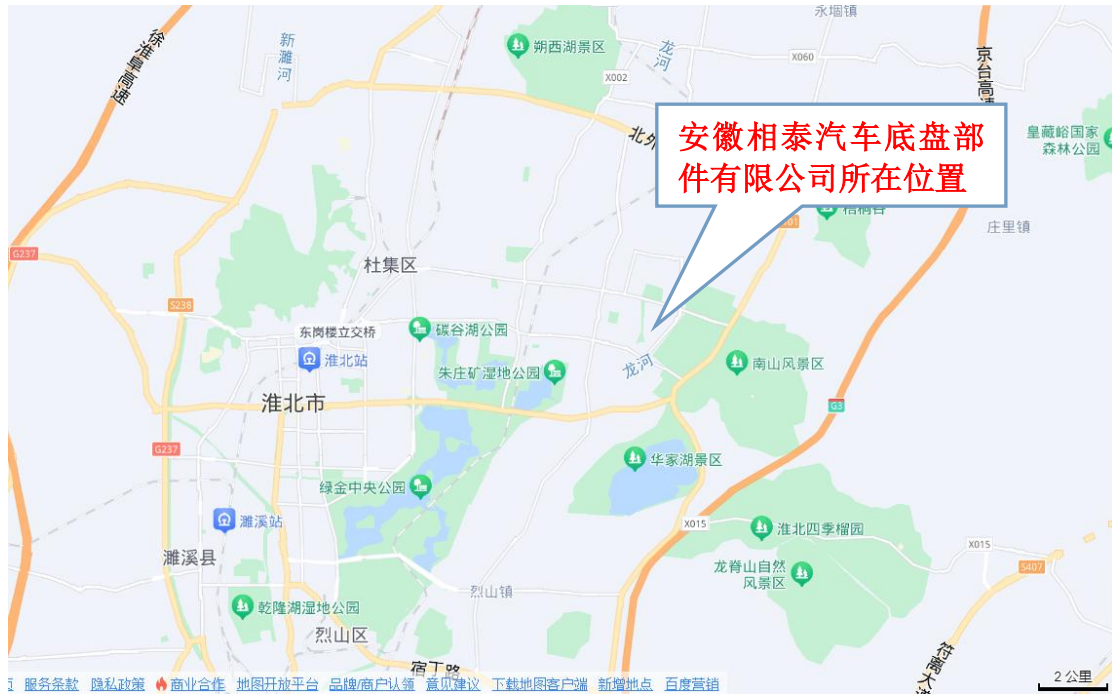 永堌镇
徐淮阜高速
新濉河
朔西湖景区
龙河
X060
京台高速
X002
北外
安徽相泰汽车底盘部
件有限公司所在位置
皇藏峪国家
森林公园
梧桐谷
庄里镇
G237
杜集区
S238
东岗楼立交桥
碳谷湖公园
淮北站
龙河
朱庄矿湿地公园
南山风景区
淮北市
G3
G237
华家湖景区
绿金中央公园
濉溪站
X015
淮北四季榴园
X015
濉溪县
龙脊山自然
风景区
S407
烈山镇
乾隆湖湿地公园
烈山区
符离大道
宿丁路
2 公里
服务条款 隐私政策 商业合作 地图开放平台 品牌/商户认领 意见建议 下载地图客户端 新增地点 百度营销